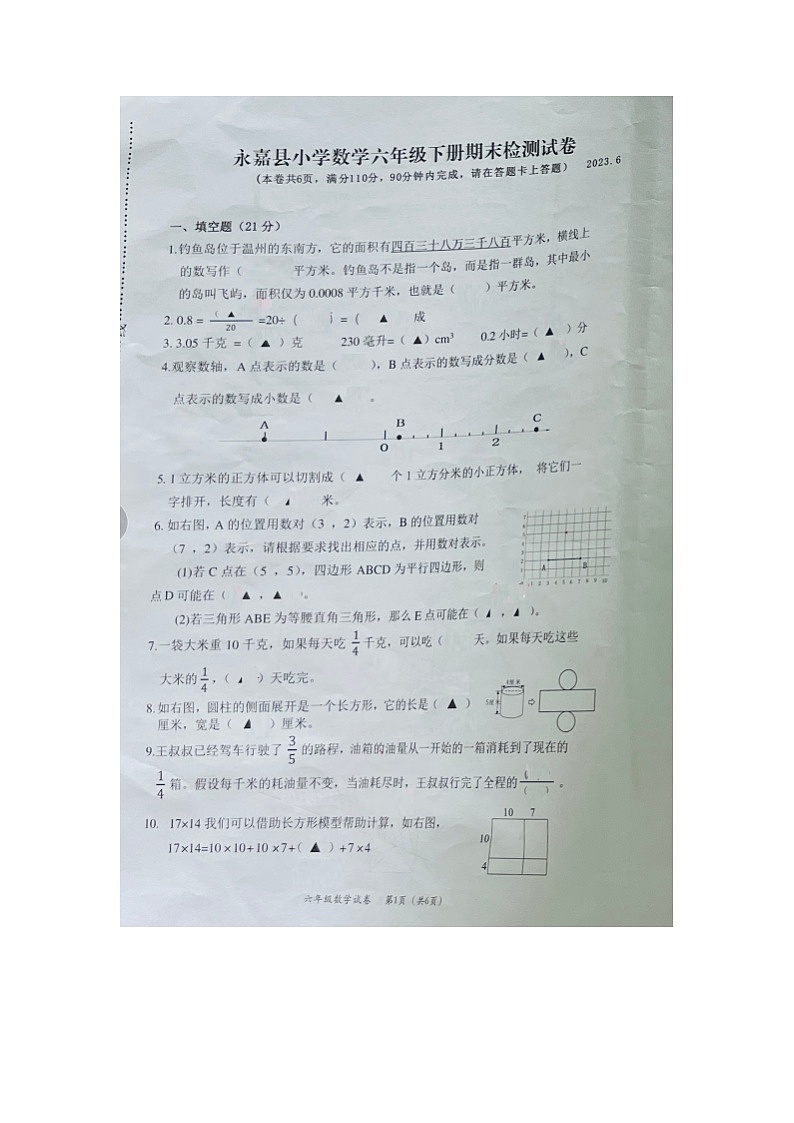 永嘉县小学数学六年级下册期末检测试卷
(本卷共6页，满分110分，90分钟内完成，请在答题卡上答题) 2023.6
一、填空题（21分）
1.钓鱼岛位于温州的东南方，它的面积有四百三十八万三千八百平方米，横线上
的数写作（ 平方米。钓鱼岛不是指一个岛，而是指一群岛，其中最小
的岛叫飞屿，面积仅为0.0008平方千米，也就是（ ）平方米。
2. 0.8 = （▲ /20 =20÷（ ）=（ ▲ 成
3. 3.05千克 =（ ▲ ）克 230毫升=（▲）cm³ 0.2小时=（▲ ）分
4.观察数轴，A点表示的数是（ ），B点表示的数写成分数是（ ▲ ），C
点表示的数写成小数是（ ▲ 。
A B C
0 1 2
5. 1立方米的正方体可以切割成（ ▲ 个1立方分米的小正方体， 将它们一
字排开，长度有（ 米。
6. 如右图，A的位置用数对（3 ，2）表示，B的位置用数对
（7 ，2）表示，请根据要求找出相应的点，并用数对表示。
(1)若C点在（5 ，5），四边形ABCD为平行四边形，则
点D可能在（ ▲ ，▲ ）。
(2)若三角形ABE为等腰直角三角形，那么E点可能在（ ▲ ，▲ ）。
A B
1 2 3 4 5 6 7 8 9 10
7.一袋大米重10千克，如果每天吃 1/4 千克，可以吃（ 天。如果每天吃这些
大米的 1/4 ，（ ）天吃完。
8.如右图，圆柱的侧面展开是一个长方形，它的长是（ ▲ ）
厘米，宽是（ ▲ ）厘米。
4厘米
5厘米
9.王叔叔已经驾车行驶了 3/5 的路程，油箱的油量从一开始的一箱消耗到了现在的
1/4 箱。假设每千米的耗油量不变，当油耗尽时，王叔叔行完了全程的 （ ）/（ ） 。
10. 17×14我们可以借助长方形模型帮助计算，如右图，
17×14=10×10+10×7+（ ▲ ）+7×4
10 7
10
4
六年级数学试卷 第1页（共6页）